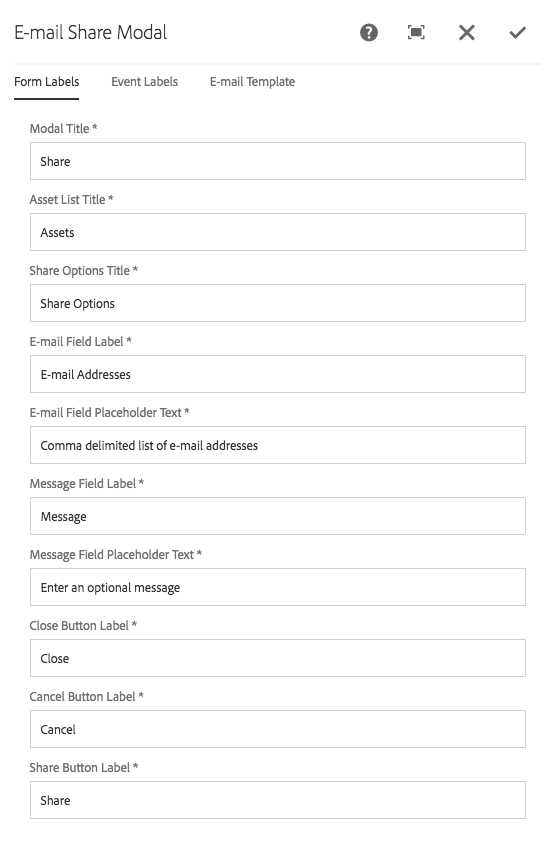 E-mail Share Modal
Form Labels Event Labels E-mail Template
Modal Title *
Share
Asset List Title *
Assets
Share Options Title *
Share Options
E-mail Field Label *
E-mail Addresses
E-mail Field Placeholder Text *
Comma delimited list of e-mail addresses
Message Field Label *
Message
Message Field Placeholder Text *
Enter an optional message
Close Button Label *
Close
Cancel Button Label *
Cancel
Share Button Label *
Share